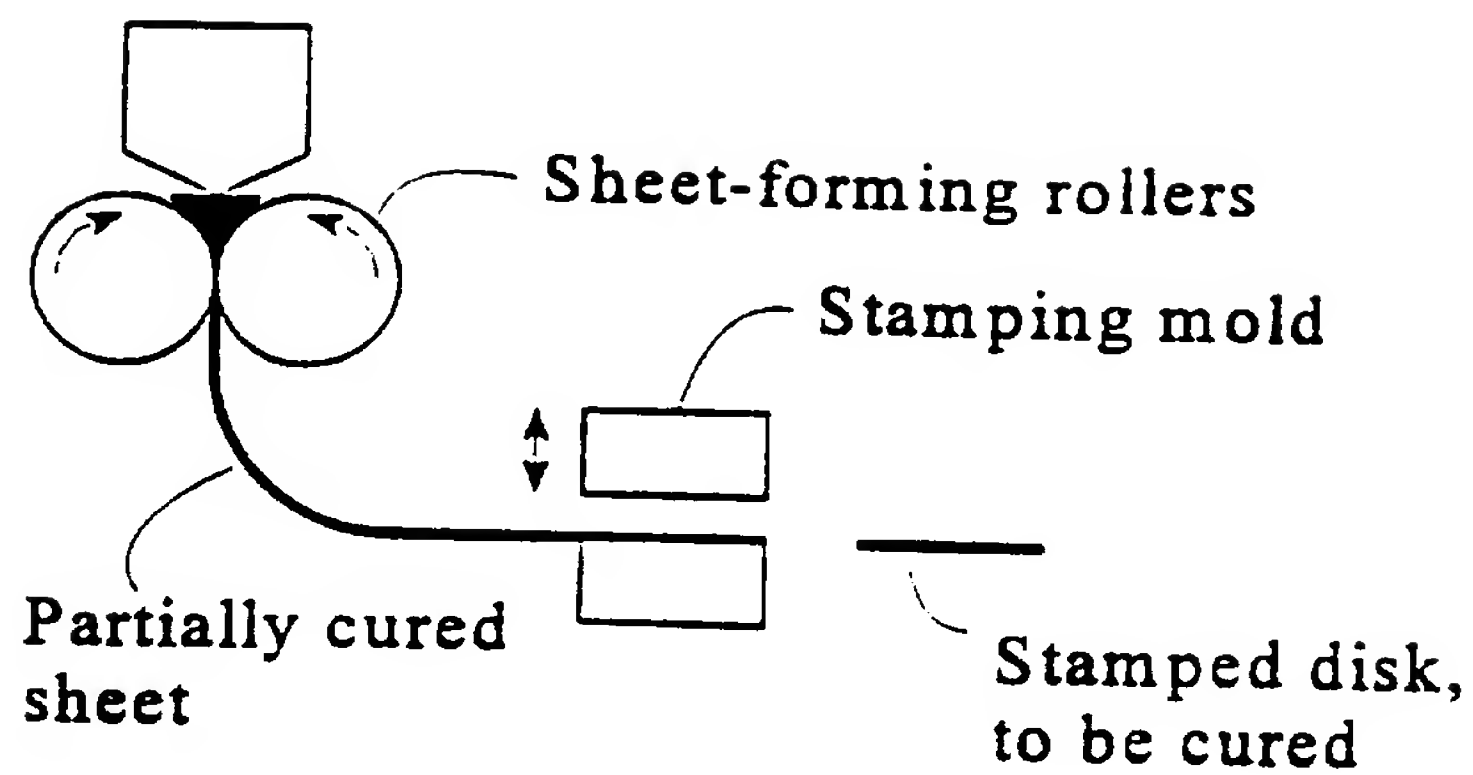 Sheet-forming rollers
Stamping mold
Partially cured
sheet
Stamped disk,
to be cured